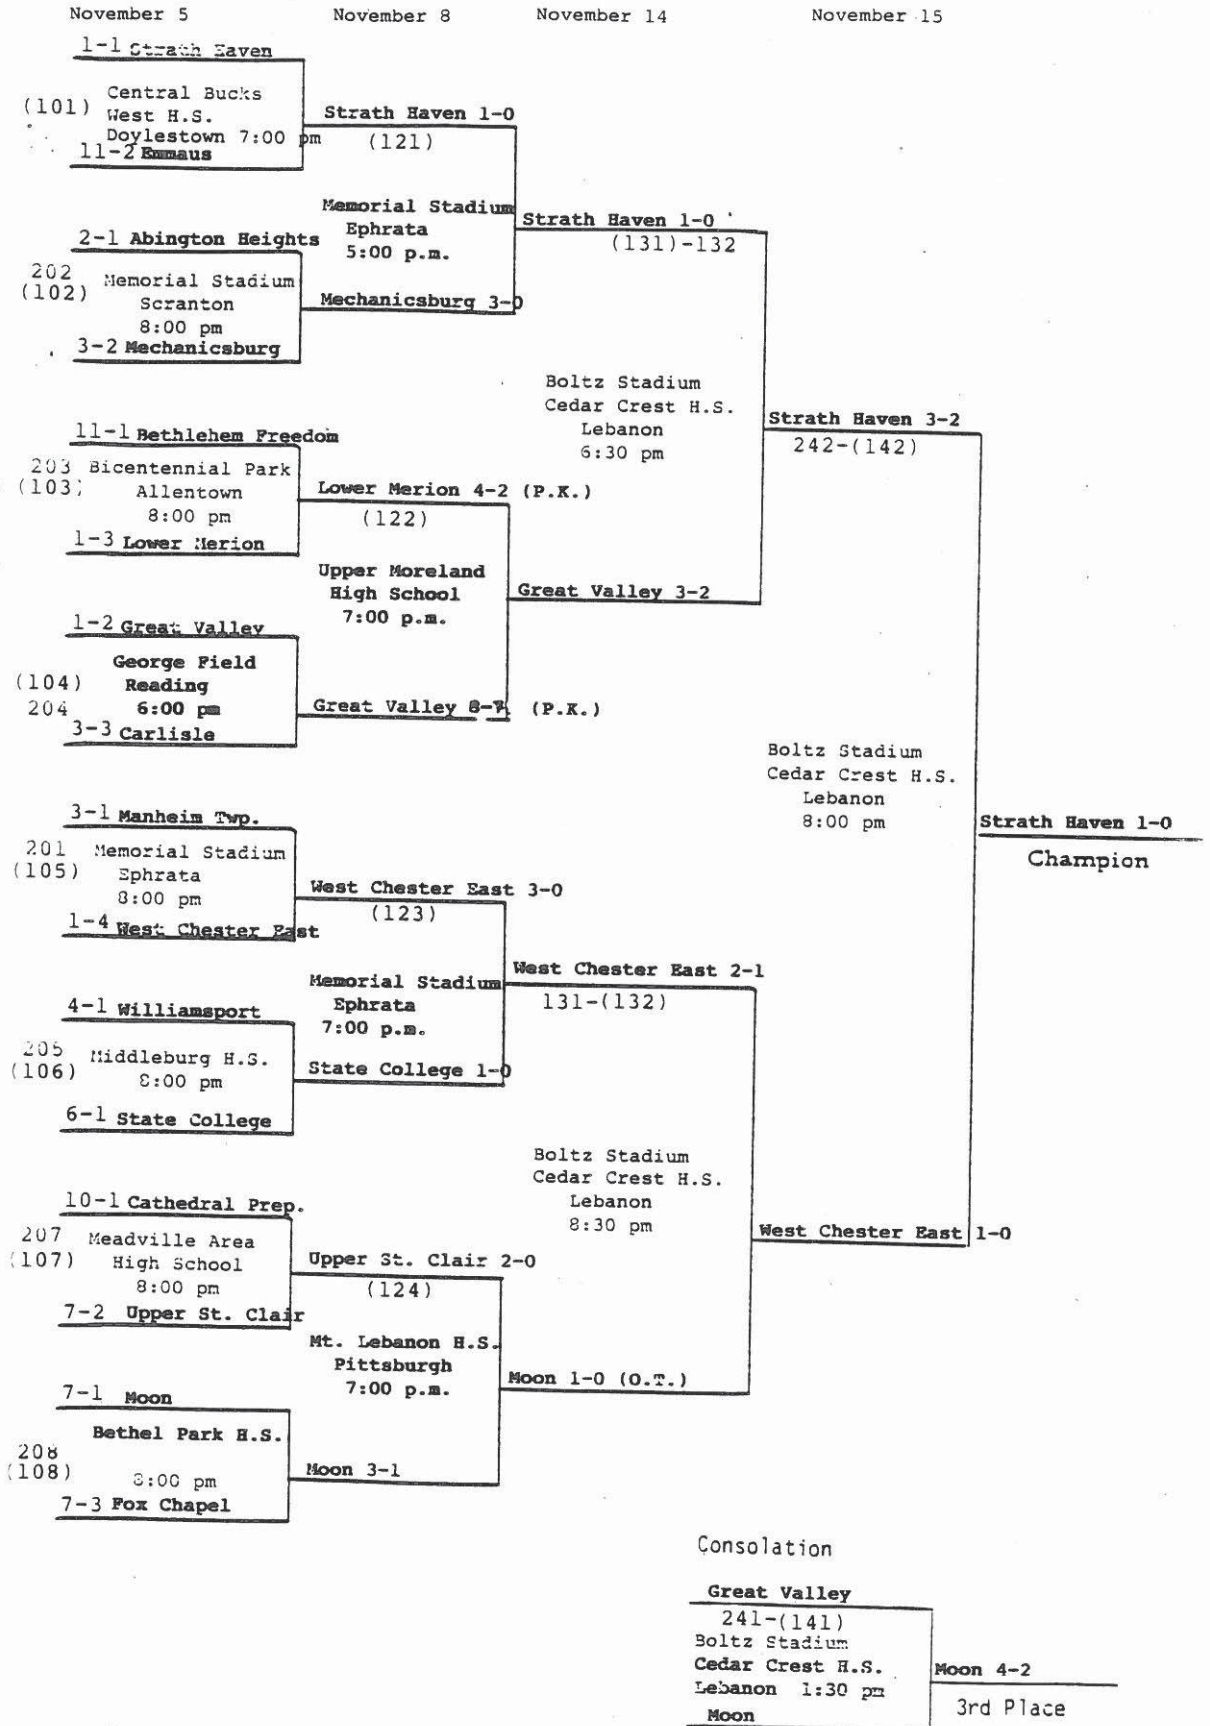 November 5 November 8 November 14 November 15
1-1 Strath Haven
(101) Central Bucks
West H.S.
Doylestown 7:00 pm
11-2 Emmaus
Strath Haven 1-0
(121)
Memorial Stadium
Ephrata
5:00 p.m.
2-1 Abington Heights
202
(102) Memorial Stadium
Scranton
8:00 pm
3-2 Mechanicsburg
Mechanicsburg 3-0
Strath Haven 1-0
(131)-132
Boltz Stadium
Cedar Crest H.S.
Lebanon
6:30 pm
11-1 Bethlehem Freedom
203
(103) Bicentennial Park
Allentown
8:00 pm
1-3 Lower Merion
Lower Merion 4-2 (P.K.)
(122)
Upper Moreland
High School
7:00 p.m.
1-2 Great Valley
George Field
(104) Reading
204 6:00 pm
3-3 Carlisle
Great Valley (P.K.)
Great Valley 3-2
Strath Haven 3-2
242-(142)
Boltz Stadium
Cedar Crest H.S.
Lebanon
8:00 pm
Strath Haven 1-0
Champion
3-1 Manheim Twp.
201
(105) Memorial Stadium
Ephrata
8:00 pm
1-4 West Chester East
West Chester East 3-0
(123)
Memorial Stadium
Ephrata
7:00 p.m.
4-1 Williamsport
205
(106) Middleburg H.S.
8:00 pm
6-1 State College
State College 1-0
West Chester East 2-1
131-(132)
Boltz Stadium
Cedar Crest H.S.
Lebanon
8:30 pm
West Chester East 1-0
10-1 Cathedral Prep.
207
(107) Meadville Area
High School
8:00 pm
7-2 Upper St. Clair
Upper St. Clair 2-0
(124)
Mt. Lebanon H.S.
Pittsburgh
7:00 p.m.
Moon 1-0 (O.T.)
7-1 Moon
Bethel Park H.S.
208
(108) 8:00 pm
7-3 Fox Chapel
Moon 3-1
Consolation
Great Valley
241-(141)
Boltz Stadium
Cedar Crest H.S.
Lebanon 1:30 pm
Moon
Moon 4-2
3rd Place